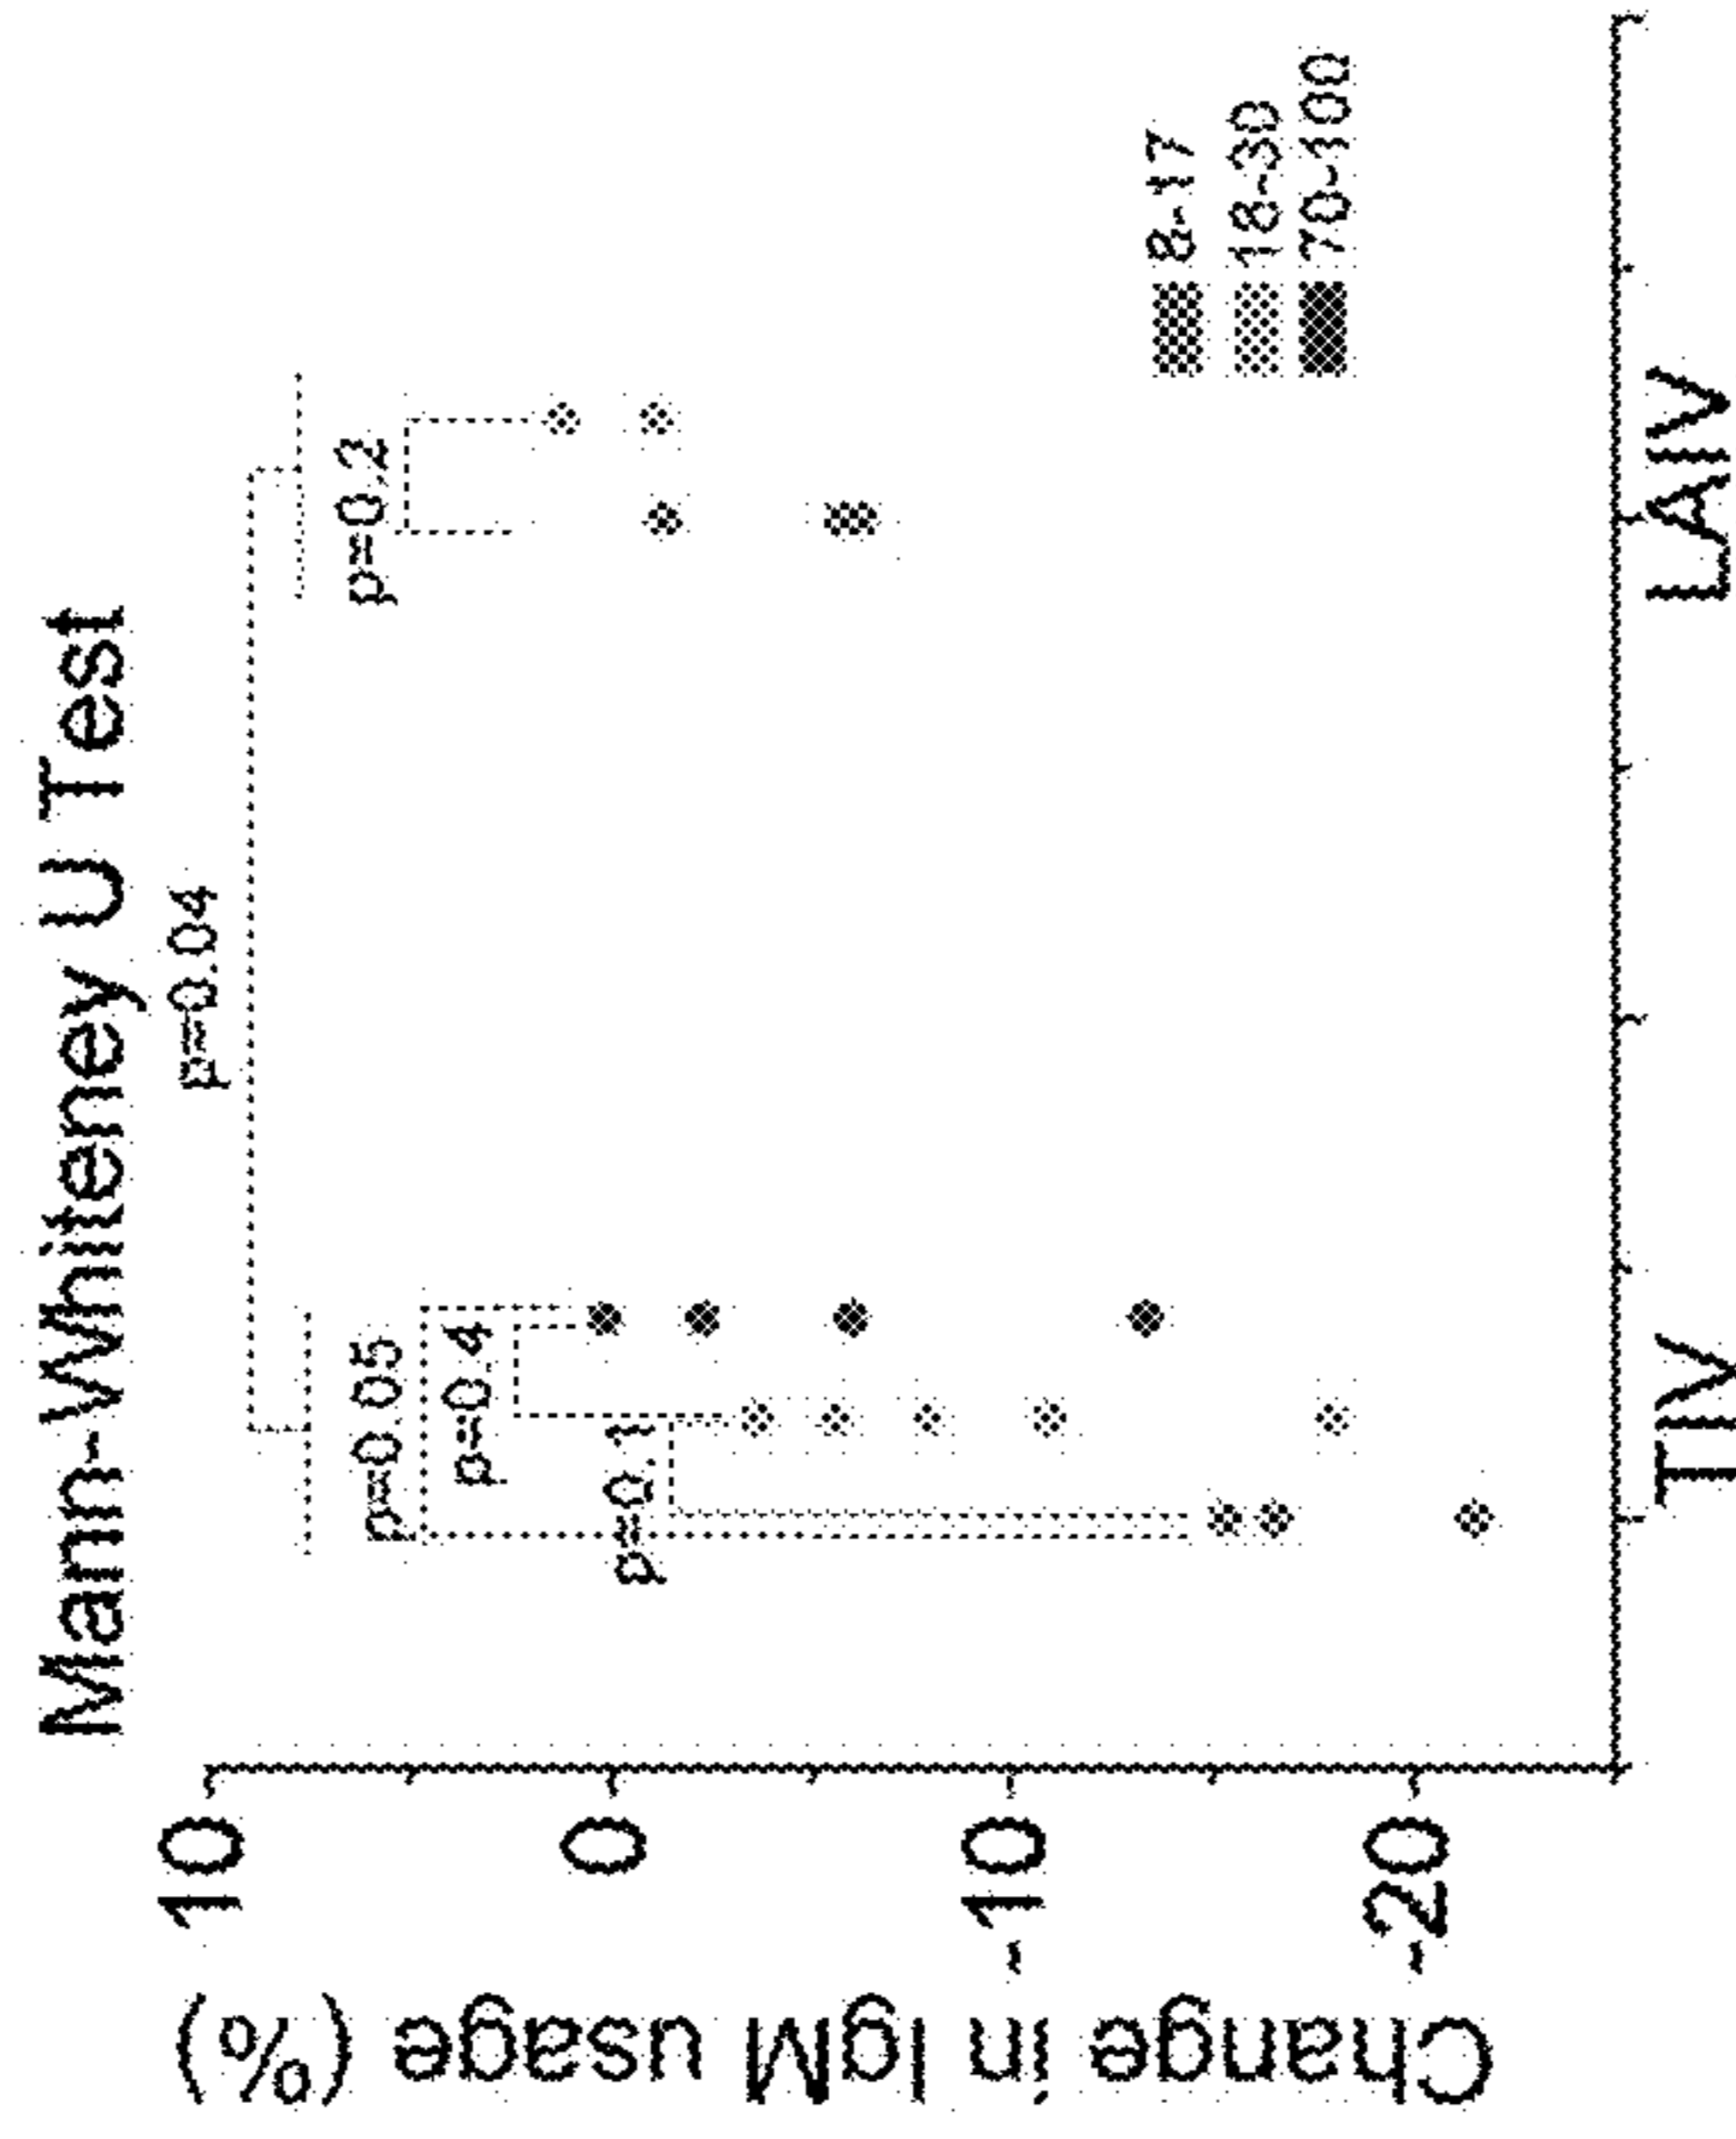 Mann-Whiteney U Test
p=0.04
p=0.05
p=0.4
p=0.1
p=0.2
Change in IgM usage (%)
10
0
-10
-20
8-17
18-30
70-100
TIV
LAIV